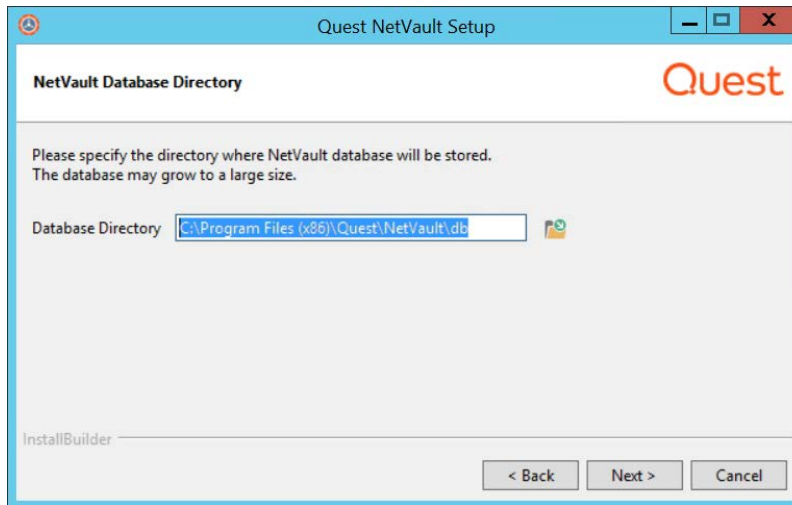 Quest NetVault Setup
NetVault Database Directory
Quest
Please specify the directory where NetVault database will be stored.
The database may grow to a large size.
Database Directory C:\Program Files (x86)\Quest\NetVault\db
InstallBuilder
< Back Next > Cancel